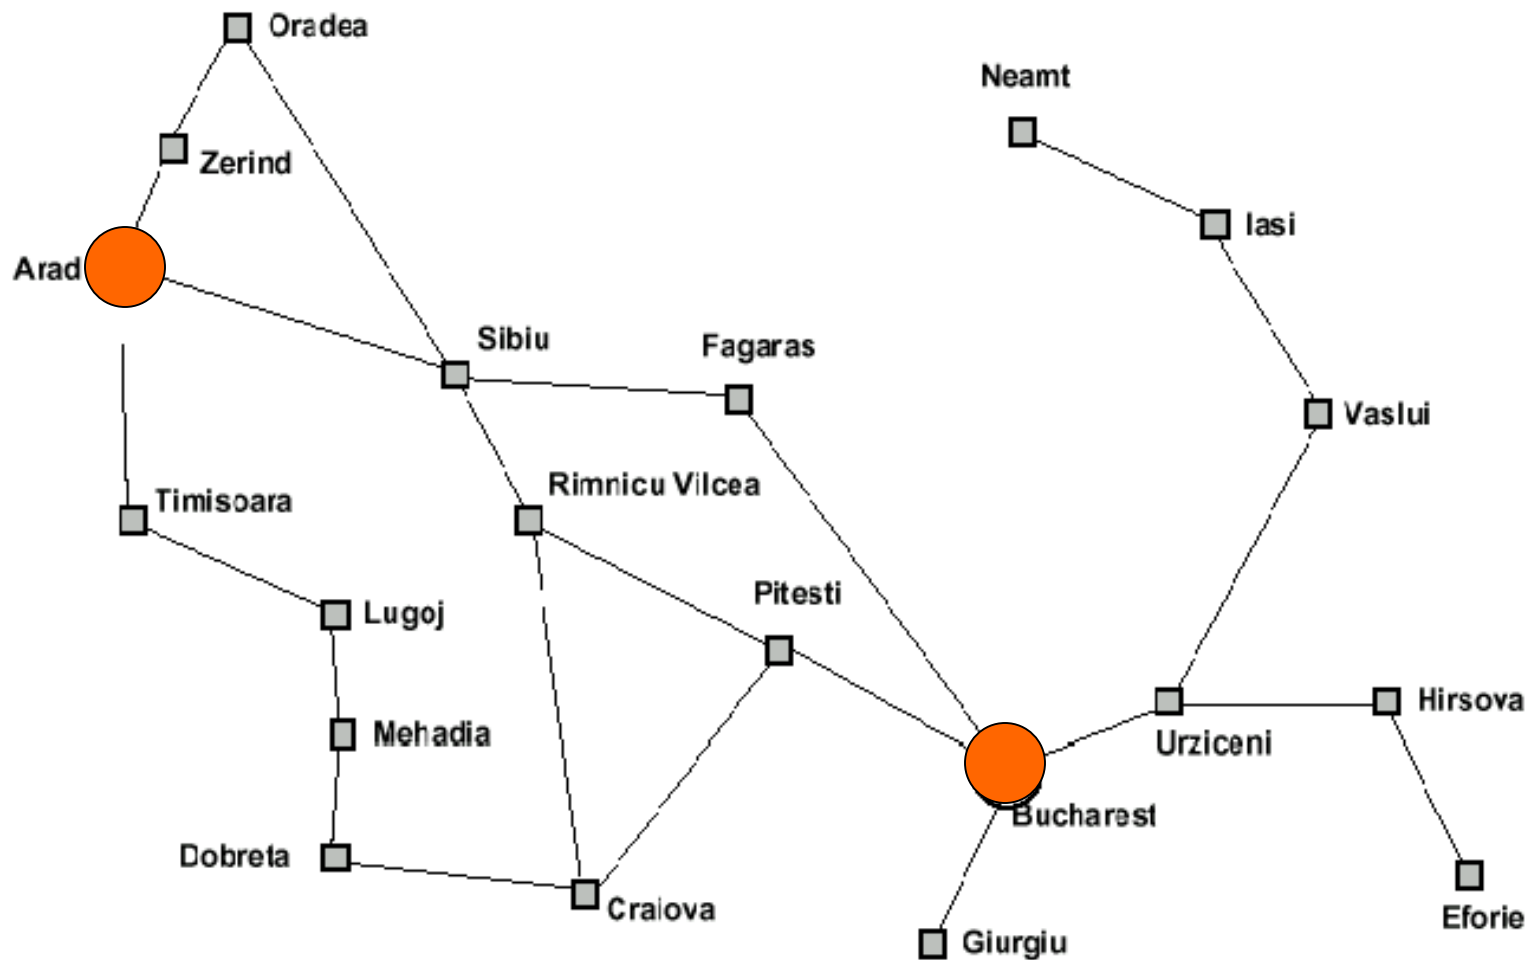 Oradea
Neamt
Zerind
Iasi
Arad
Sibiu
Fagaras
Vaslui
Rimnicu Vilcea
Timisoara
Pitesti
Lugoj
Hirsova
Mehadia
Urziceni
Bucharest
Dobreta
Craiova
Eforie
Giurgiu